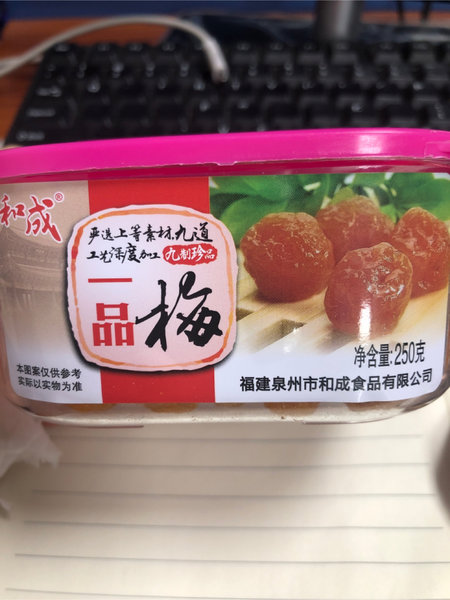 和成®
严选上等素材,九道
工艺深度加工 九制珍品
一品
梅
本图案仅供参考
实际以实物为准
净含量:250克
福建泉州市和成食品有限公司